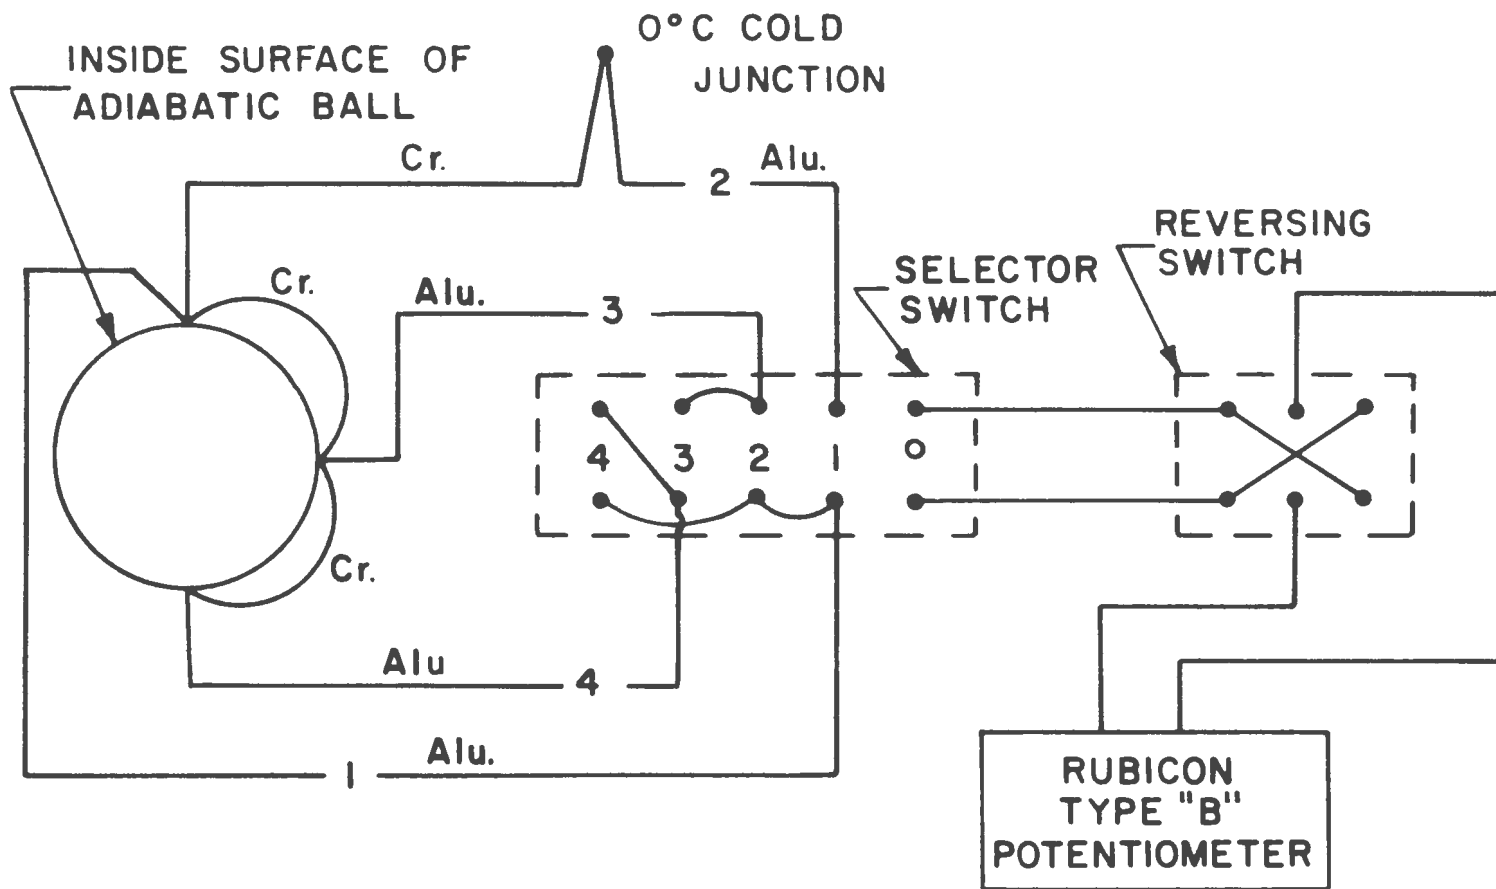 0°C COLD
JUNCTION
INSIDE SURFACE OF
ADIABATIC BALL
Cr.
2
Alu.
REVERSING
SWITCH
SELECTOR
SWITCH
Cr.
Alu.
3
4 3 2 1 0
Cr.
Alu
4
Alu.
1
RUBICON
TYPE "B"
POTENTIOMETER